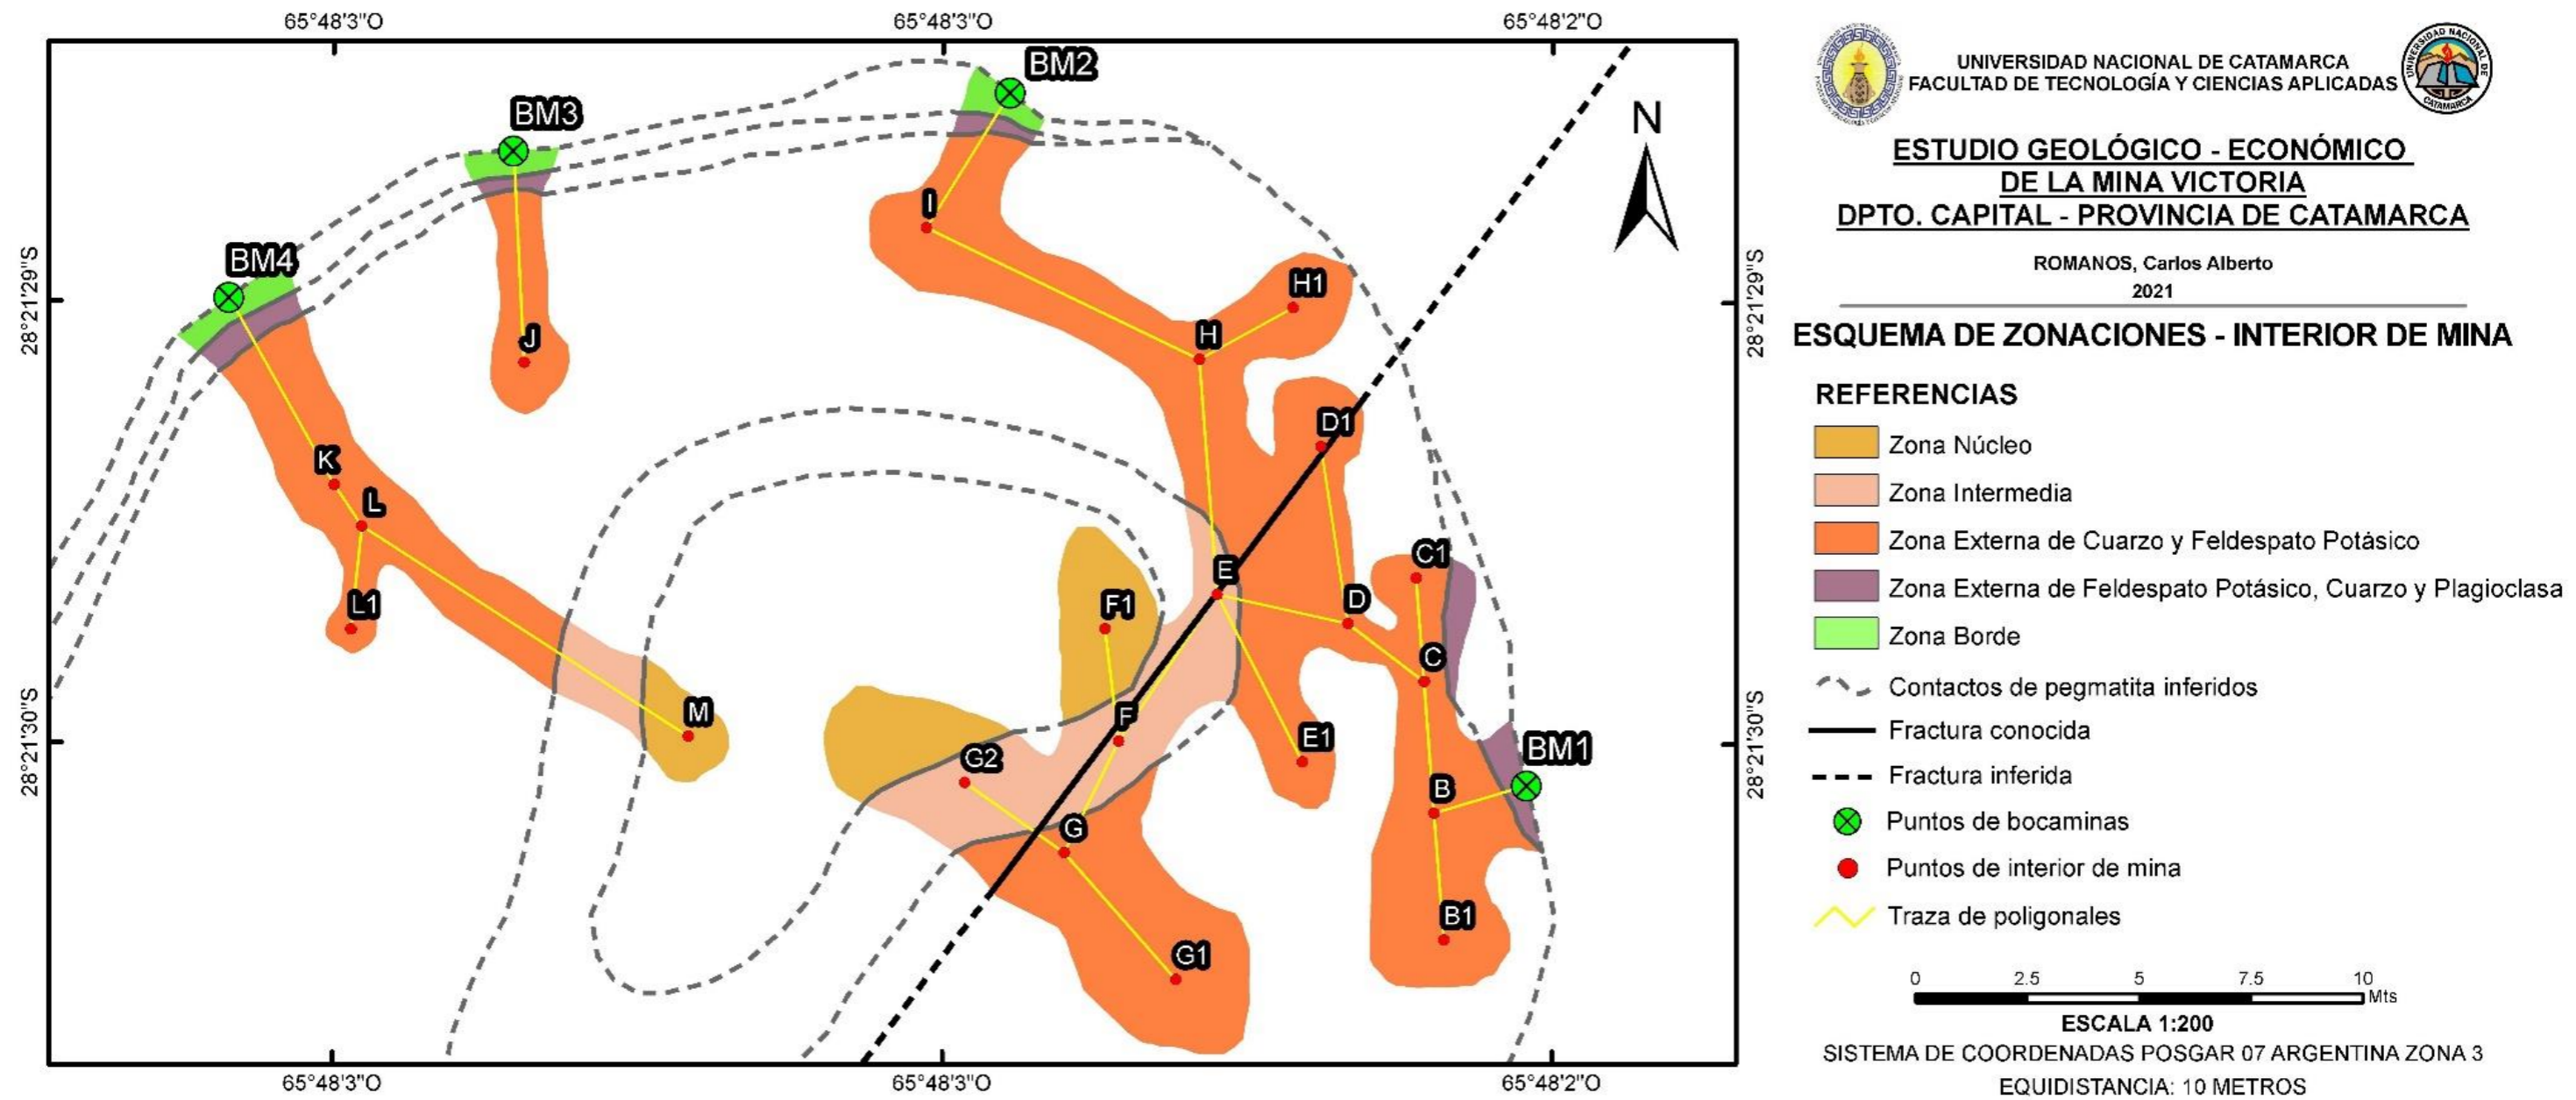 65°48'3"O
65°48'3"O
65°48'2"O
28°21'29"S
28°21'30"S
BM3
BM2
BM4
I
H1
H
J
D1
K
L
C1
E
L1
F1
D
C
M
F
G2
E1
BM1
B
G
B1
G1
N
28°21'29"S
28°21'30"S
65°48'3"O
65°48'3"O
65°48'2"O
UNIVERSIDAD NACIONAL DE CATAMARCA
FACULTAD DE TECNOLOGÍA Y CIENCIAS APLICADAS
UNIVERSIDAD NACIONAL DE
CATAMARCA
ESTUDIO GEOLÓGICO - ECONÓMICO
DE LA MINA VICTORIA
DPTO. CAPITAL - PROVINCIA DE CATAMARCA
ROMANOS, Carlos Alberto
2021
ESQUEMA DE ZONACIONES - INTERIOR DE MINA
REFERENCIAS
Zona Núcleo
Zona Intermedia
Zona Externa de Cuarzo y Feldespato Potásico
Zona Externa de Feldespato Potásico, Cuarzo y Plagioclasa
Zona Borde
Contactos de pegmatita inferidos
Fractura conocida
Fractura inferida
Puntos de bocaminas
Puntos de interior de mina
Traza de poligonales
0 2.5 5 7.5 10
Mts
ESCALA 1:200
SISTEMA DE COORDENADAS POSGAR 07 ARGENTINA ZONA 3
EQUIDISTANCIA: 10 METROS